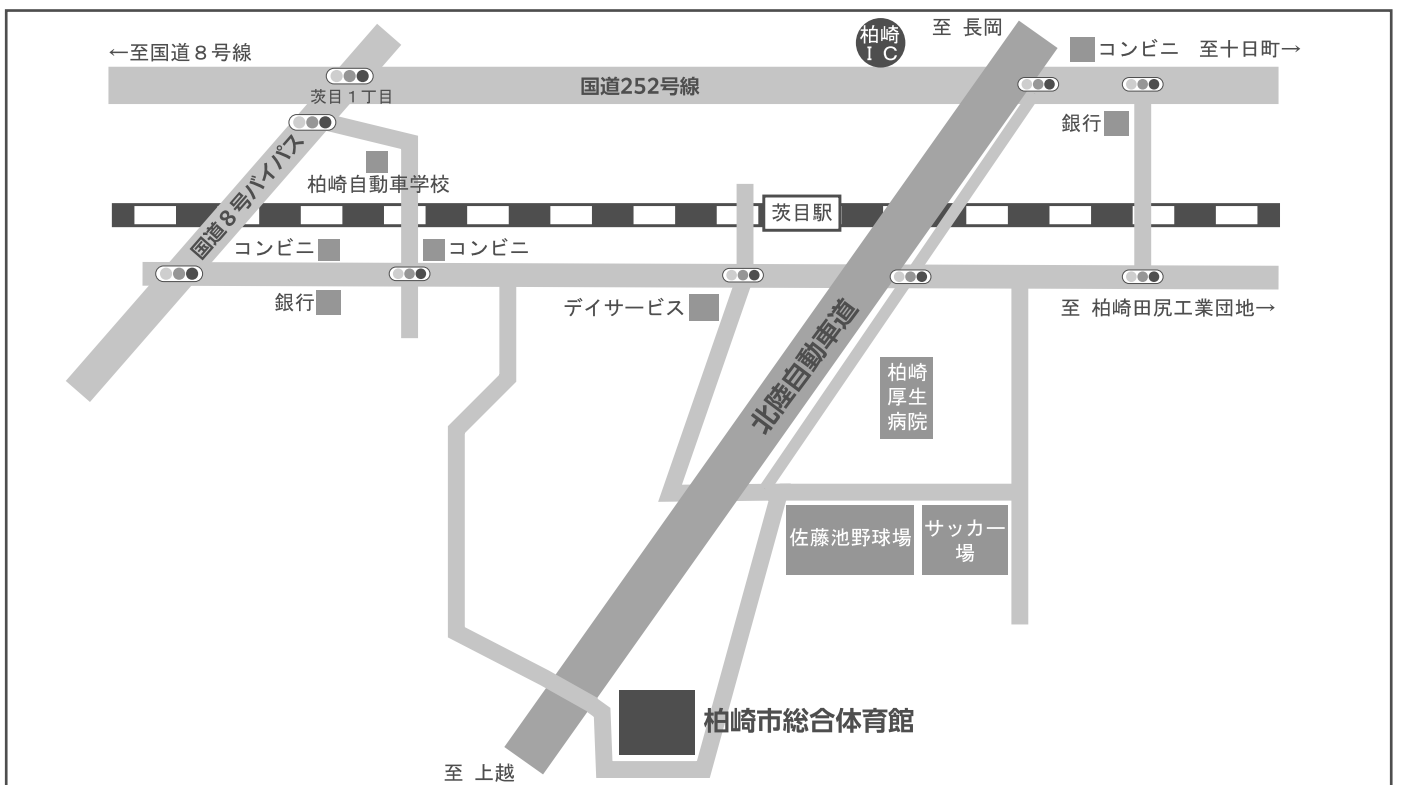 ←至国道８号線
柏崎
ＩＣ
至 長岡
コンビニ
至十日町→
国道252号線
茨目１丁目
銀行
国道８号バイパス
柏崎自動車学校
茨目駅
コンビニ
コンビニ
銀行
デイサービス
至 柏崎田尻工業団地→
北陸自動車道
柏崎
厚生
病院
佐藤池野球場
サッカー
場
柏崎市総合体育館
至 上越